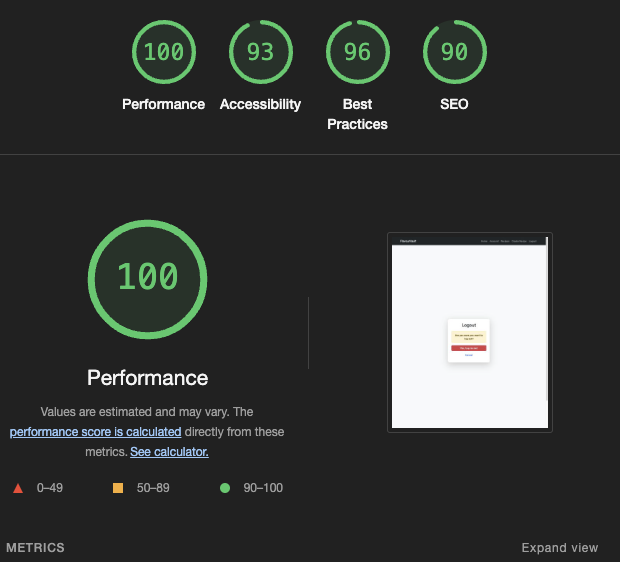 100
93
96
90
Performance
Accessibility
Best
Practices
SEO
100
Performance
Values are estimated and may vary. The
performance score is calculated directly from these
metrics. See calculator.
0–49
50–89
90–100
Logout
METRICS
Expand view